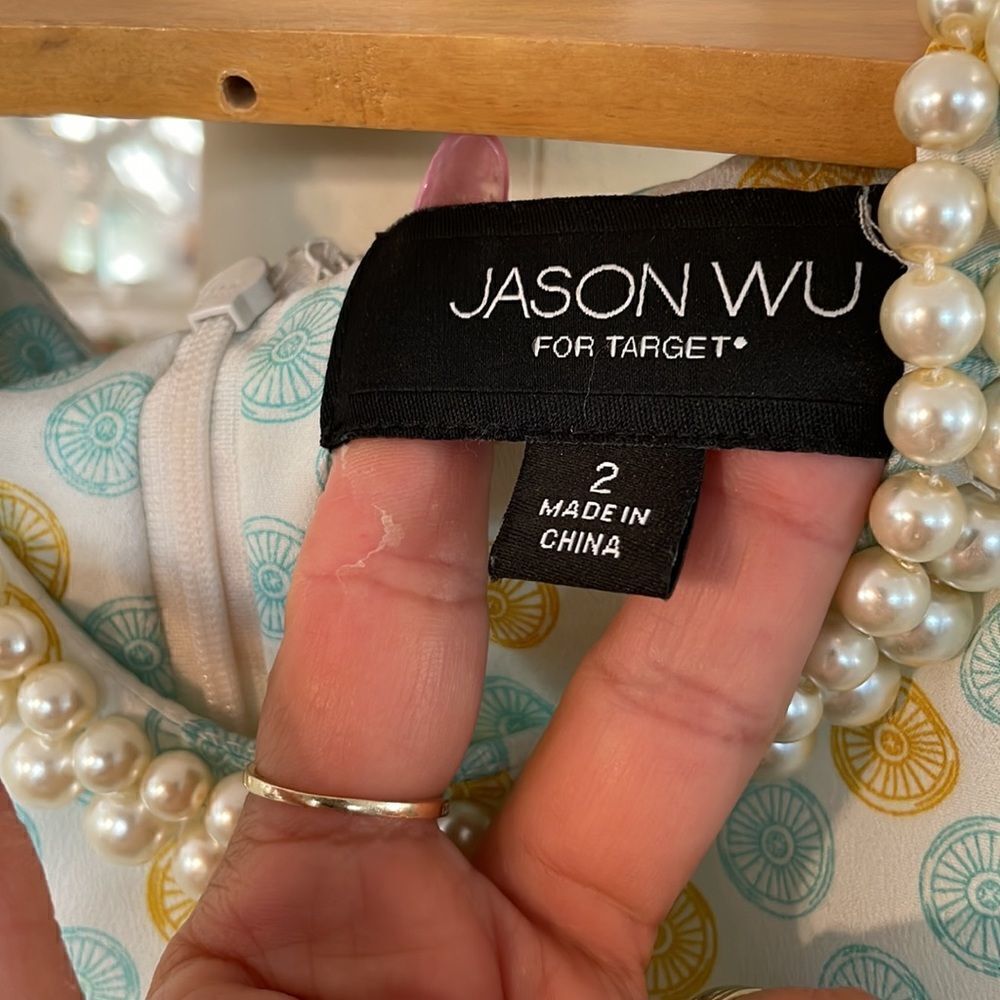 JASON WU
FOR TARGET
2
MADE IN
CHINA